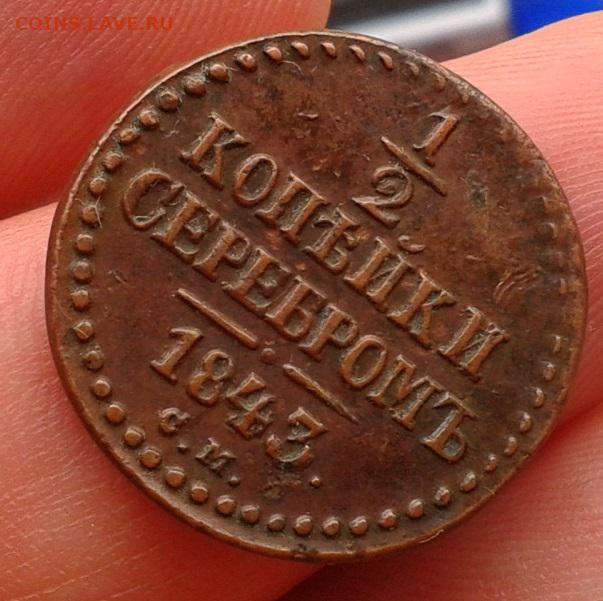 COINS.LAVE.RU
1/2
КОПѢЙКИ
СЕРЕБРОМЪ
1843.
С.М.